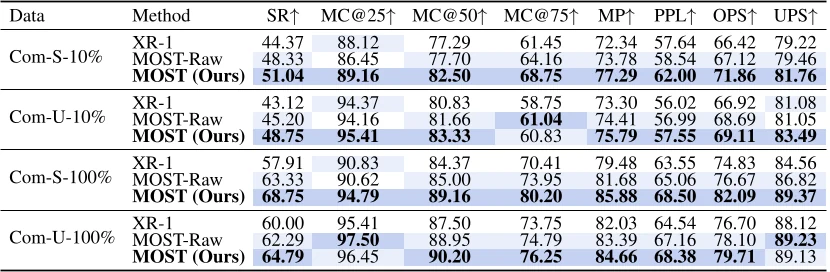 Data Method SR↑ MC@25↑ MC@50↑ MC@75↑ MP↑ PPL↑ OPS↑ UPS↑
XR-1 44.37 88.12 77.29 61.45 72.34 57.64 66.42 79.22
Com-S-10% MOST-Raw 48.33 86.45 77.70 64.16 73.78 58.54 67.12 79.46
MOST (Ours) 51.04 89.16 82.50 68.75 77.29 62.00 71.86 81.76
XR-1 43.12 94.37 80.83 58.75 73.30 56.02 66.92 81.08
Com-U-10% MOST-Raw 45.20 94.16 81.66 61.04 74.41 56.99 68.69 81.05
MOST (Ours) 48.75 95.41 83.33 60.83 75.79 57.55 69.11 83.49
XR-1 57.91 90.83 84.37 70.41 79.48 63.55 74.83 84.56
Com-S-100% MOST-Raw 63.33 90.62 85.00 73.95 81.68 65.06 76.67 86.82
MOST (Ours) 68.75 94.79 89.16 80.20 85.88 68.50 82.09 89.37
XR-1 60.00 95.41 87.50 73.75 82.03 64.54 76.70 88.12
Com-U-100% MOST-Raw 62.29 97.50 88.95 74.79 83.39 67.16 78.10 89.23
MOST (Ours) 64.79 96.45 90.20 76.25 84.66 68.38 79.71 89.13